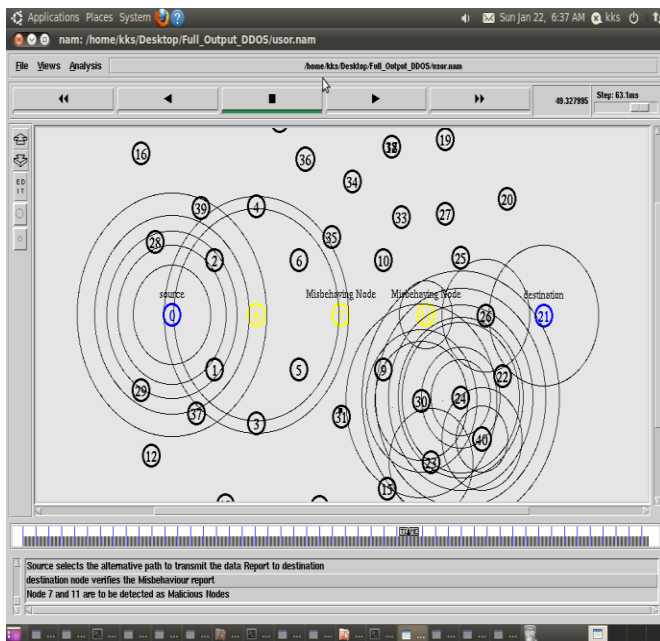 Applications Places System
Sun Jan 22, 6:37 AM kks
nam: /home/kks/Desktop/Full_Output_DDOS/usor.nam
File Views Analysis /home/kks/Desktop/Full_Output_DDOS/usor.nam
49.327995 Step: 63.1ms
ED
IT
19
16
36
34
20
39 4 33 27
28 35
2 6 10 25
source Misbehaving Node Misbehaving Node destination
0 8 7 11 26 21
1 5 9 22
29 30 24
37 3 31
40
12 23
15
TIME
Source selects the alternative path to transmit the data Report to destination
destination node verifies the Misbehaviour report
Node 7 and 11 are to be detected as Malicious Nodes